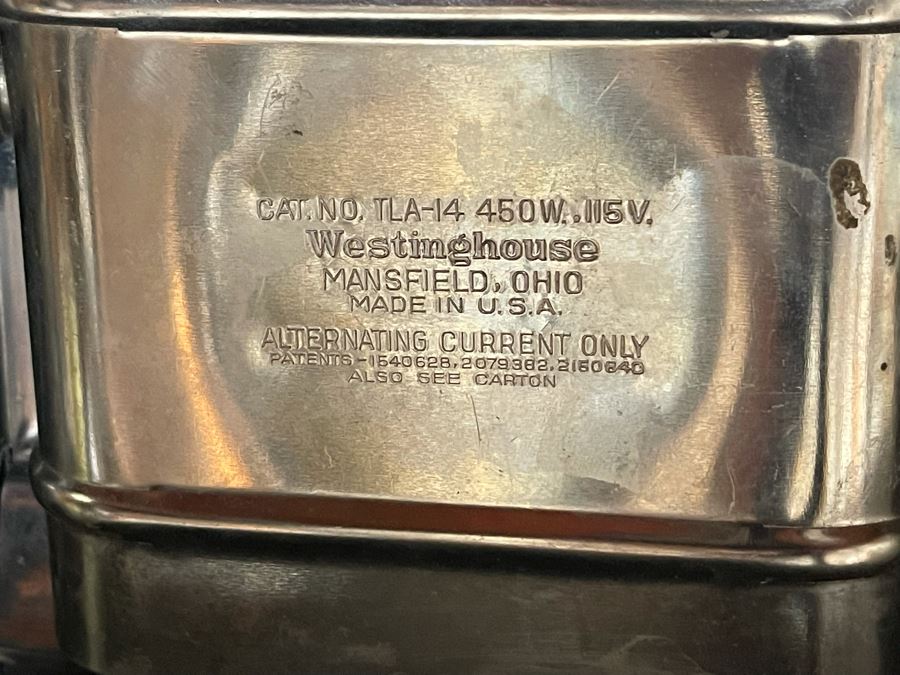 CAT. NO. TLA-14 450W., 115V.
Westinghouse
MANSFIELD, OHIO
MADE IN U.S.A.
ALTERNATING CURRENT ONLY
PATENTS-1540628, 2079382, 2150640
ALSO SEE CARTON